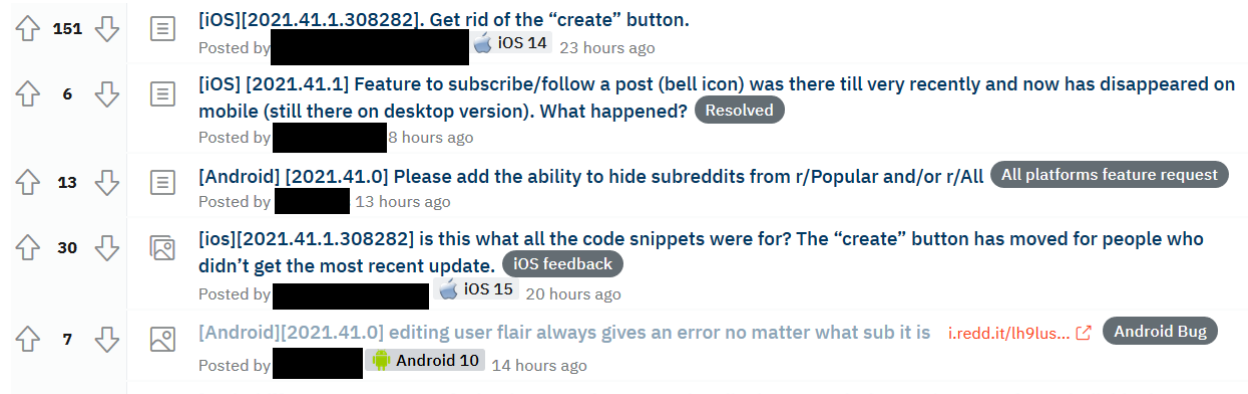 151
[iOS][2021.41.1.308282]. Get rid of the “create” button.
Posted by iOS 14 23 hours ago
6
[iOS] [2021.41.1] Feature to subscribe/follow a post (bell icon) was there till very recently and now has disappeared on
mobile (still there on desktop version). What happened? Resolved
Posted by 8 hours ago
13
[Android] [2021.41.0] Please add the ability to hide subreddits from r/Popular and/or r/All All platforms feature request
Posted by 13 hours ago
30
[ios][2021.41.1.308282] is this what all the code snippets were for? The “create” button has moved for people who
didn’t get the most recent update. iOS feedback
Posted by iOS 15 20 hours ago
7
[Android][2021.41.0] editing user flair always gives an error no matter what sub it is i.redd.it/lh9lus... Android Bug
Posted by Android 10 14 hours ago